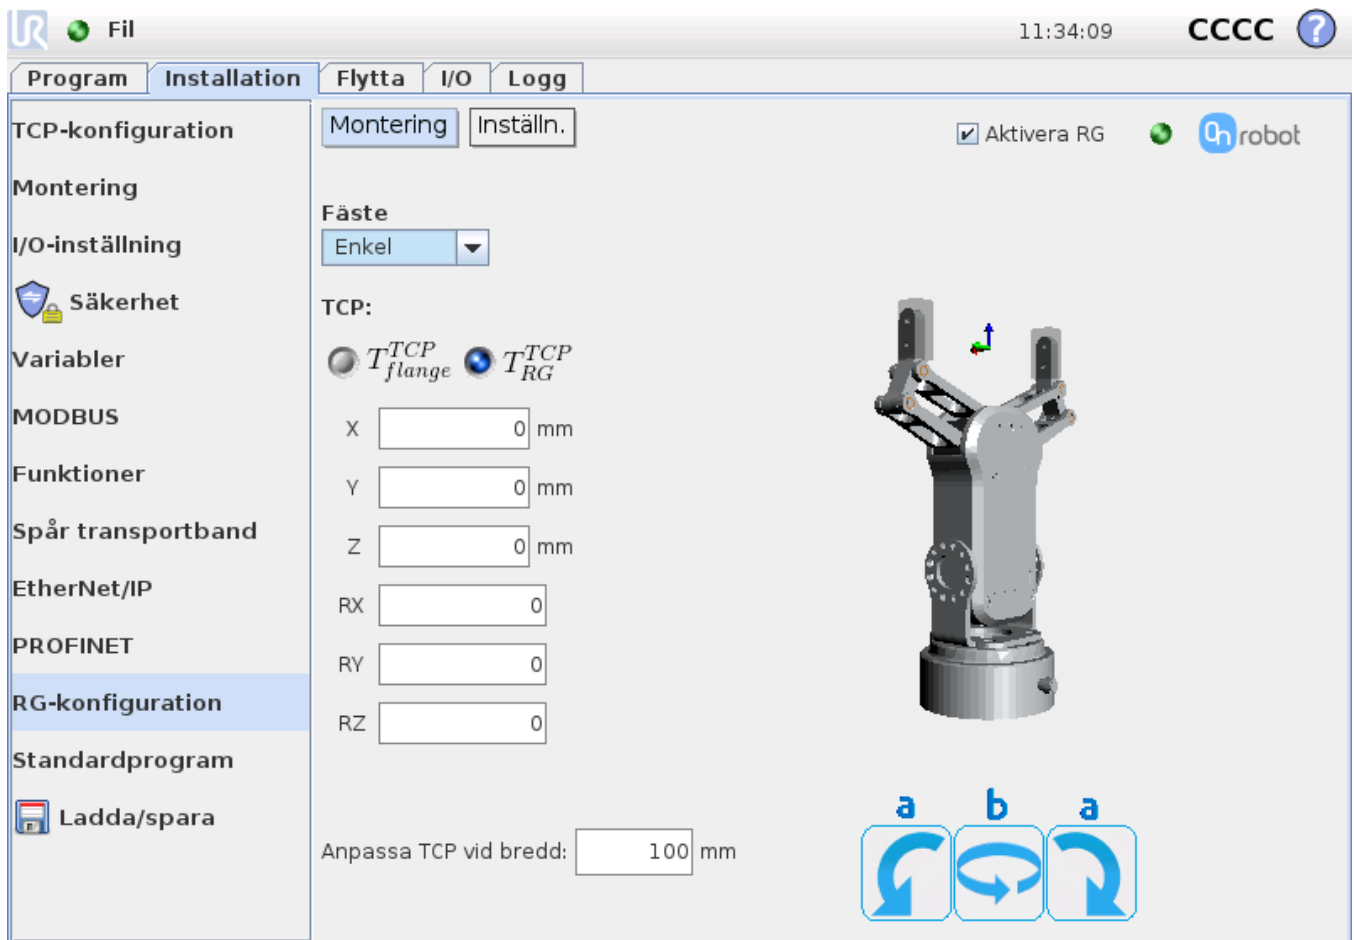 Fil 11:34:09 CCCC ?
Program Installation Flytta I/O Logg
TCP-konfiguration
Montering
I/O-inställning
Säkerhet
Variabler
MODBUS
Funktioner
Spår transportband
EtherNet/IP
PROFINET
RG-konfiguration
Standardprogram
Ladda/spara
Montering Inställn.
Aktivera RG On robot
Fäste
Enkel
TCP:
T TCP flange T TCP RG
X 0 mm
Y 0 mm
Z 0 mm
RX 0
RY 0
RZ 0
Anpassa TCP vid bredd: 100 mm
a b a